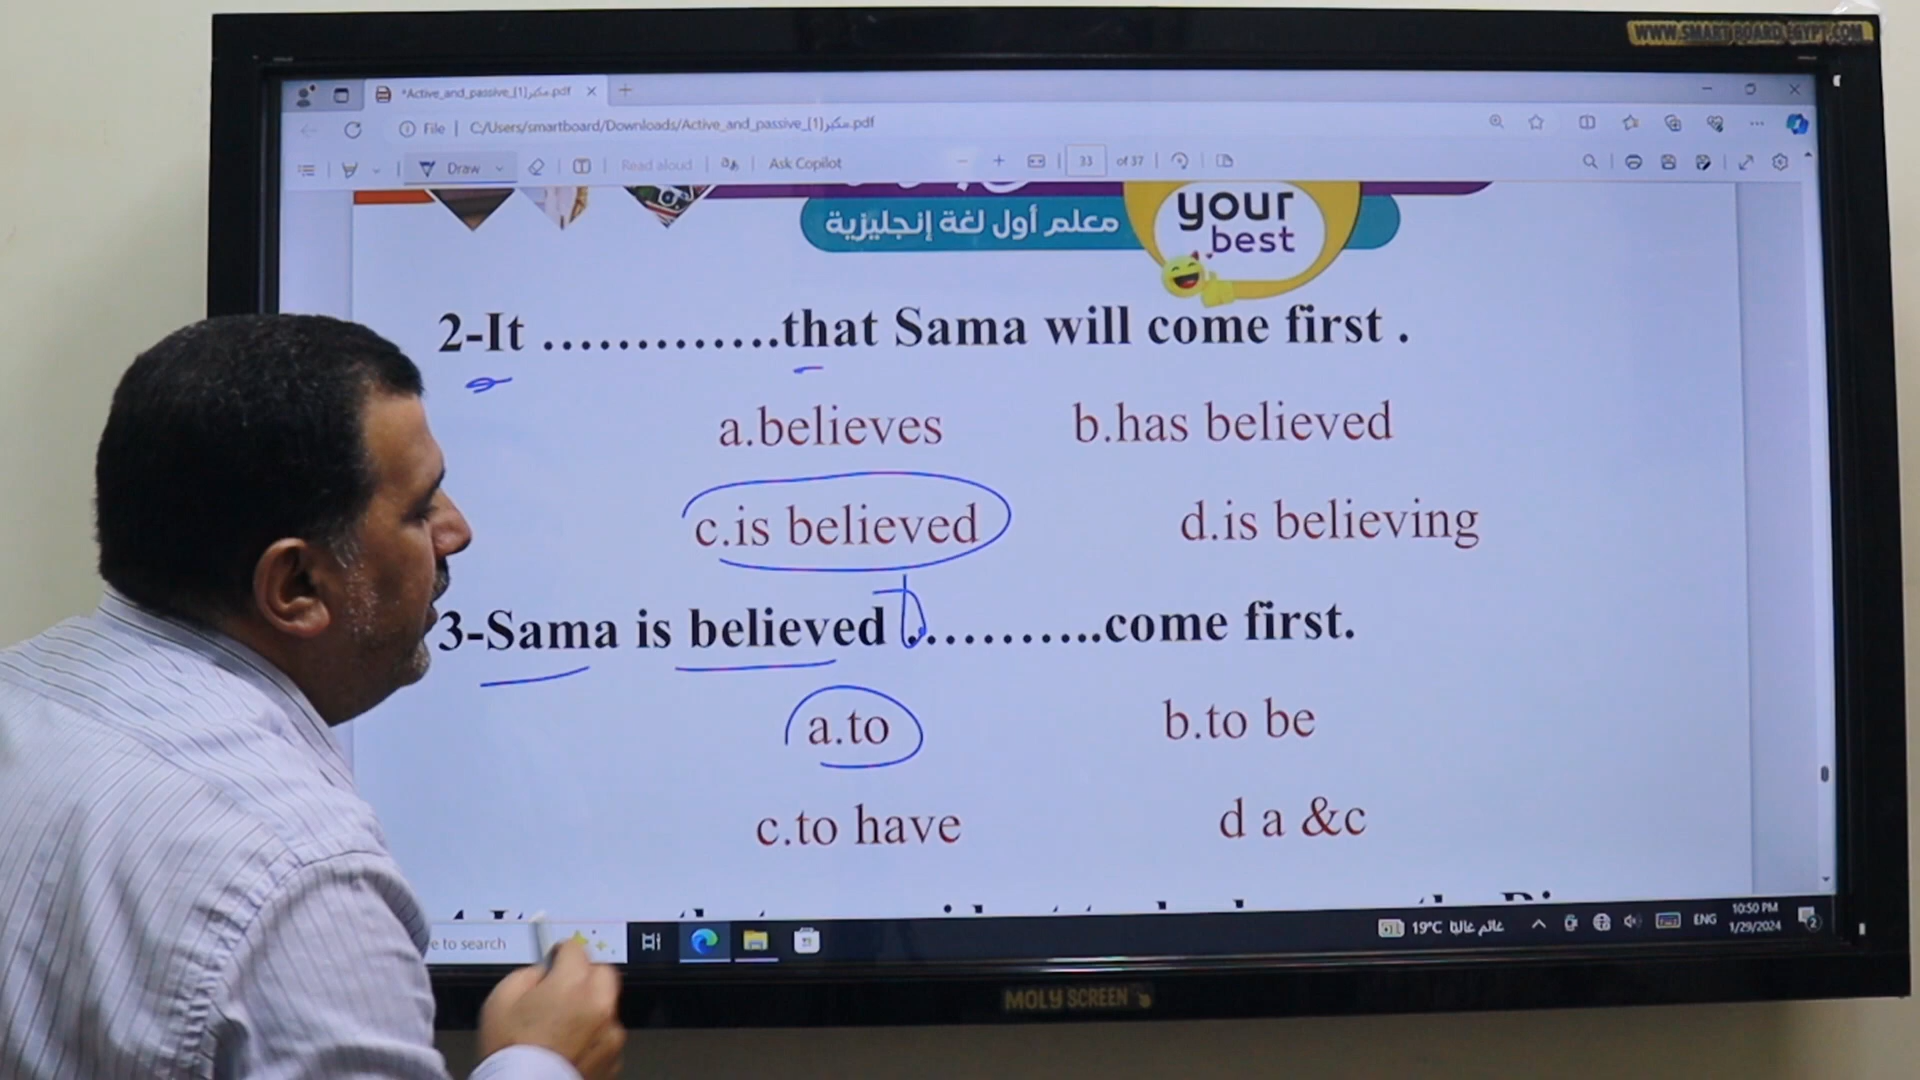 WWW.SMARTBOARDEGYPT.COM
*Active_and_passive_(1)مكبر.pdf
File | C:/Users/smartboard/Downloads/Active_and_passive_(1)مكبر.pdf
Draw
Read aloud
Ask Copilot
33 of 37
your
best
معلم أول لغة إنجليزية
2-It .............that Sama will come first .
a.believes b.has believed
c.is believed d.is believing
3-Sama is believed ...........come first.
a.to b.to be
c.to have d a &c
e to search
19°C غائم غالبا
ENG
10:50 PM
1/29/2024
2
MOLY SCREEN